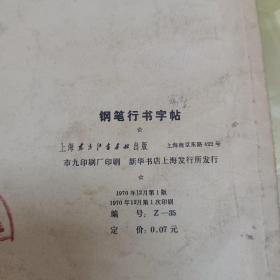 钢笔行书字帖
☆
上海东方红书画社出版 上海南京东路422号
市九印刷厂印刷 新华书店上海发行所发行
☆
1970年12月第1版
1970年12月第1次印刷
编号:Z—35
定价:0.07元